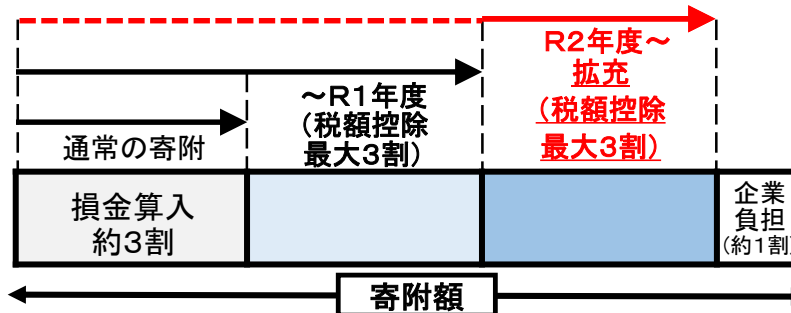 通常の寄附
～R1年度
（税額控除
最大3割）
R2年度～
拡充
（税額控除
最大3割）
損金算入
約3割
企業
負担
（約1割）
寄附額